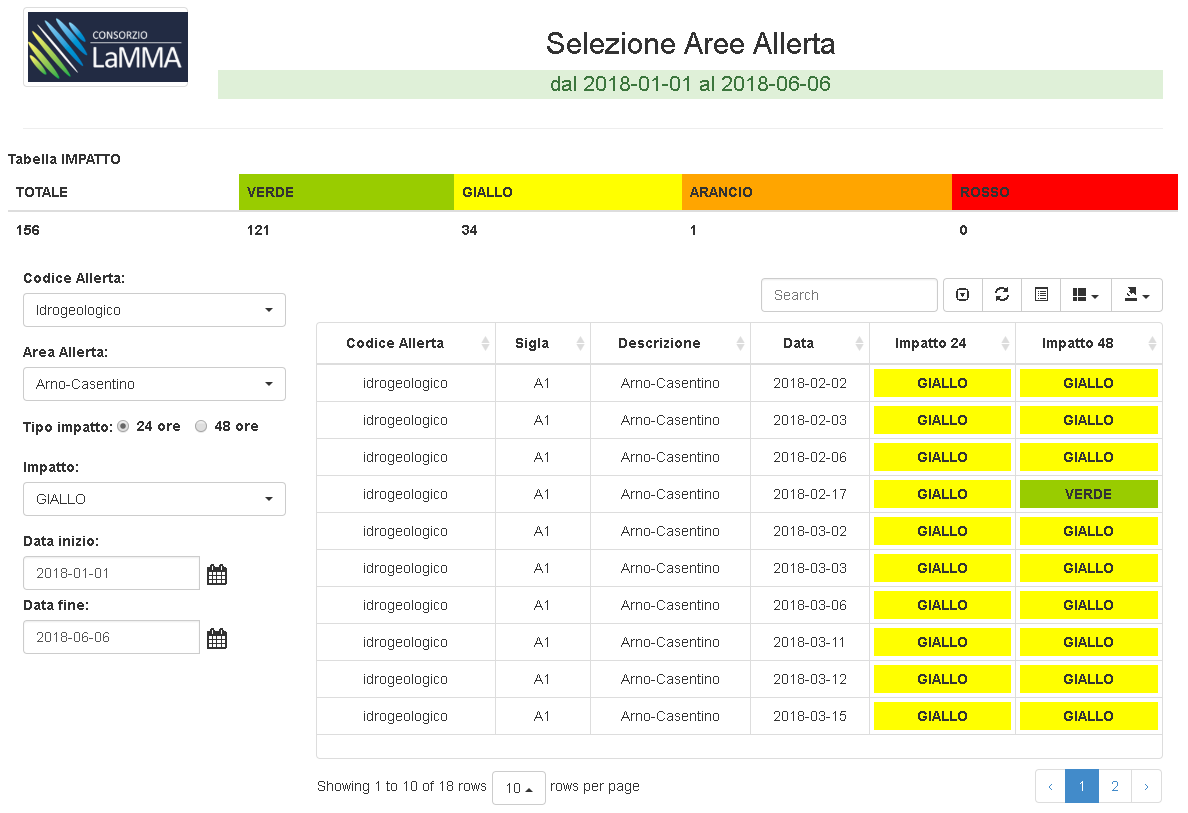 CONSORZIO
LaMMA
Selezione Aree Allerta
dal 2018-01-01 al 2018-06-06
Tabella IMPATTO
TOTALE VERDE GIALLO ARANCIO ROSSO
156 121 34 1 0
Codice Allerta:
Idrogeologico
Area Allerta:
Arno-Casentino
Tipo impatto: 24 ore 48 ore
Impatto:
GIALLO
Data inizio:
2018-01-01
Data fine:
2018-06-06
Search
Codice Allerta Sigla Descrizione Data Impatto 24 Impatto 48
idrogeologico A1 Arno-Casentino 2018-02-02 GIALLO GIALLO
idrogeologico A1 Arno-Casentino 2018-02-03 GIALLO GIALLO
idrogeologico A1 Arno-Casentino 2018-02-06 GIALLO GIALLO
idrogeologico A1 Arno-Casentino 2018-02-17 GIALLO VERDE
idrogeologico A1 Arno-Casentino 2018-03-02 GIALLO GIALLO
idrogeologico A1 Arno-Casentino 2018-03-03 GIALLO GIALLO
idrogeologico A1 Arno-Casentino 2018-03-06 GIALLO GIALLO
idrogeologico A1 Arno-Casentino 2018-03-11 GIALLO GIALLO
idrogeologico A1 Arno-Casentino 2018-03-12 GIALLO GIALLO
idrogeologico A1 Arno-Casentino 2018-03-15 GIALLO GIALLO
Showing 1 to 10 of 18 rows 10 rows per page ‹ 1 2 ›